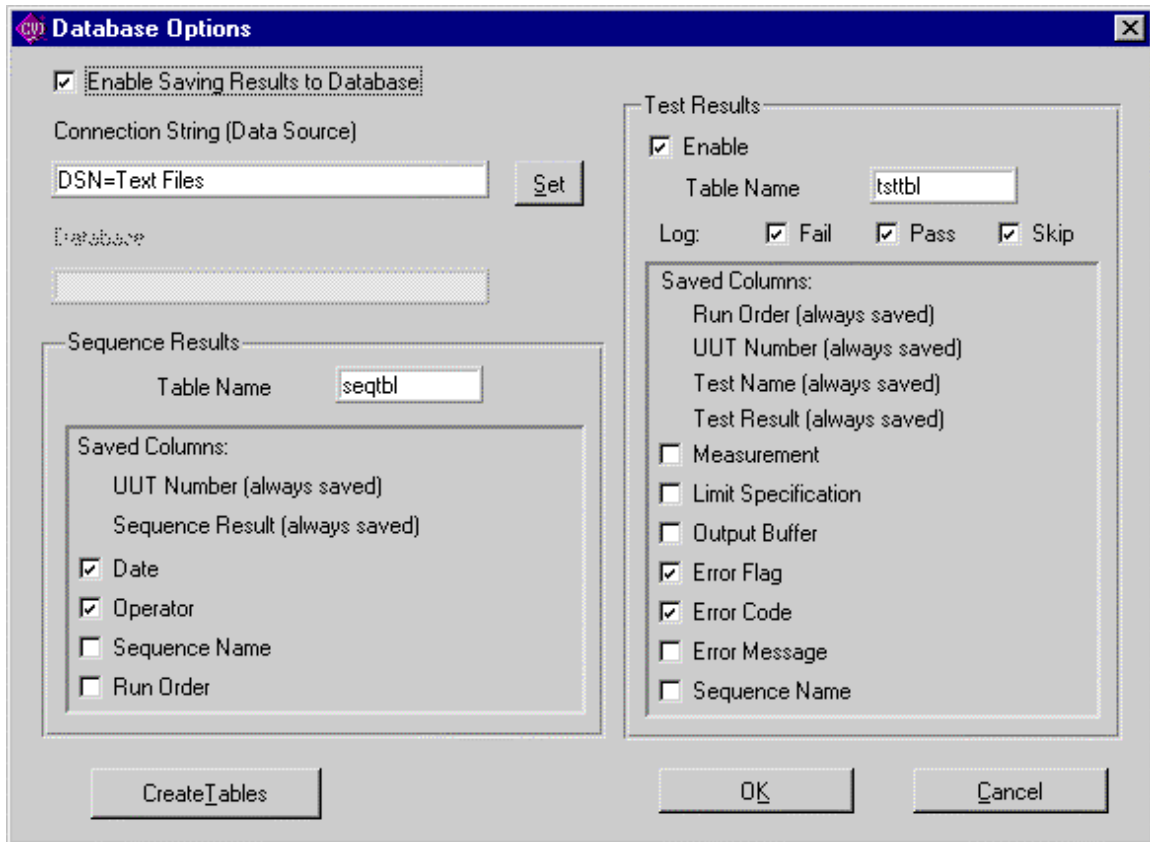 CVI Database Options
Enable Saving Results to Database
Connection String (Data Source)
DSN=Text Files
Set
Database
Sequence Results
Table Name seqtbl
Saved Columns:
UUT Number (always saved)
Sequence Result (always saved)
Date
Operator
Sequence Name
Run Order
CreateTables
Test Results
Enable
Table Name tsttbl
Log: Fail Pass Skip
Saved Columns:
Run Order (always saved)
UUT Number (always saved)
Test Name (always saved)
Test Result (always saved)
Measurement
Limit Specification
Output Buffer
Error Flag
Error Code
Error Message
Sequence Name
OK
Cancel